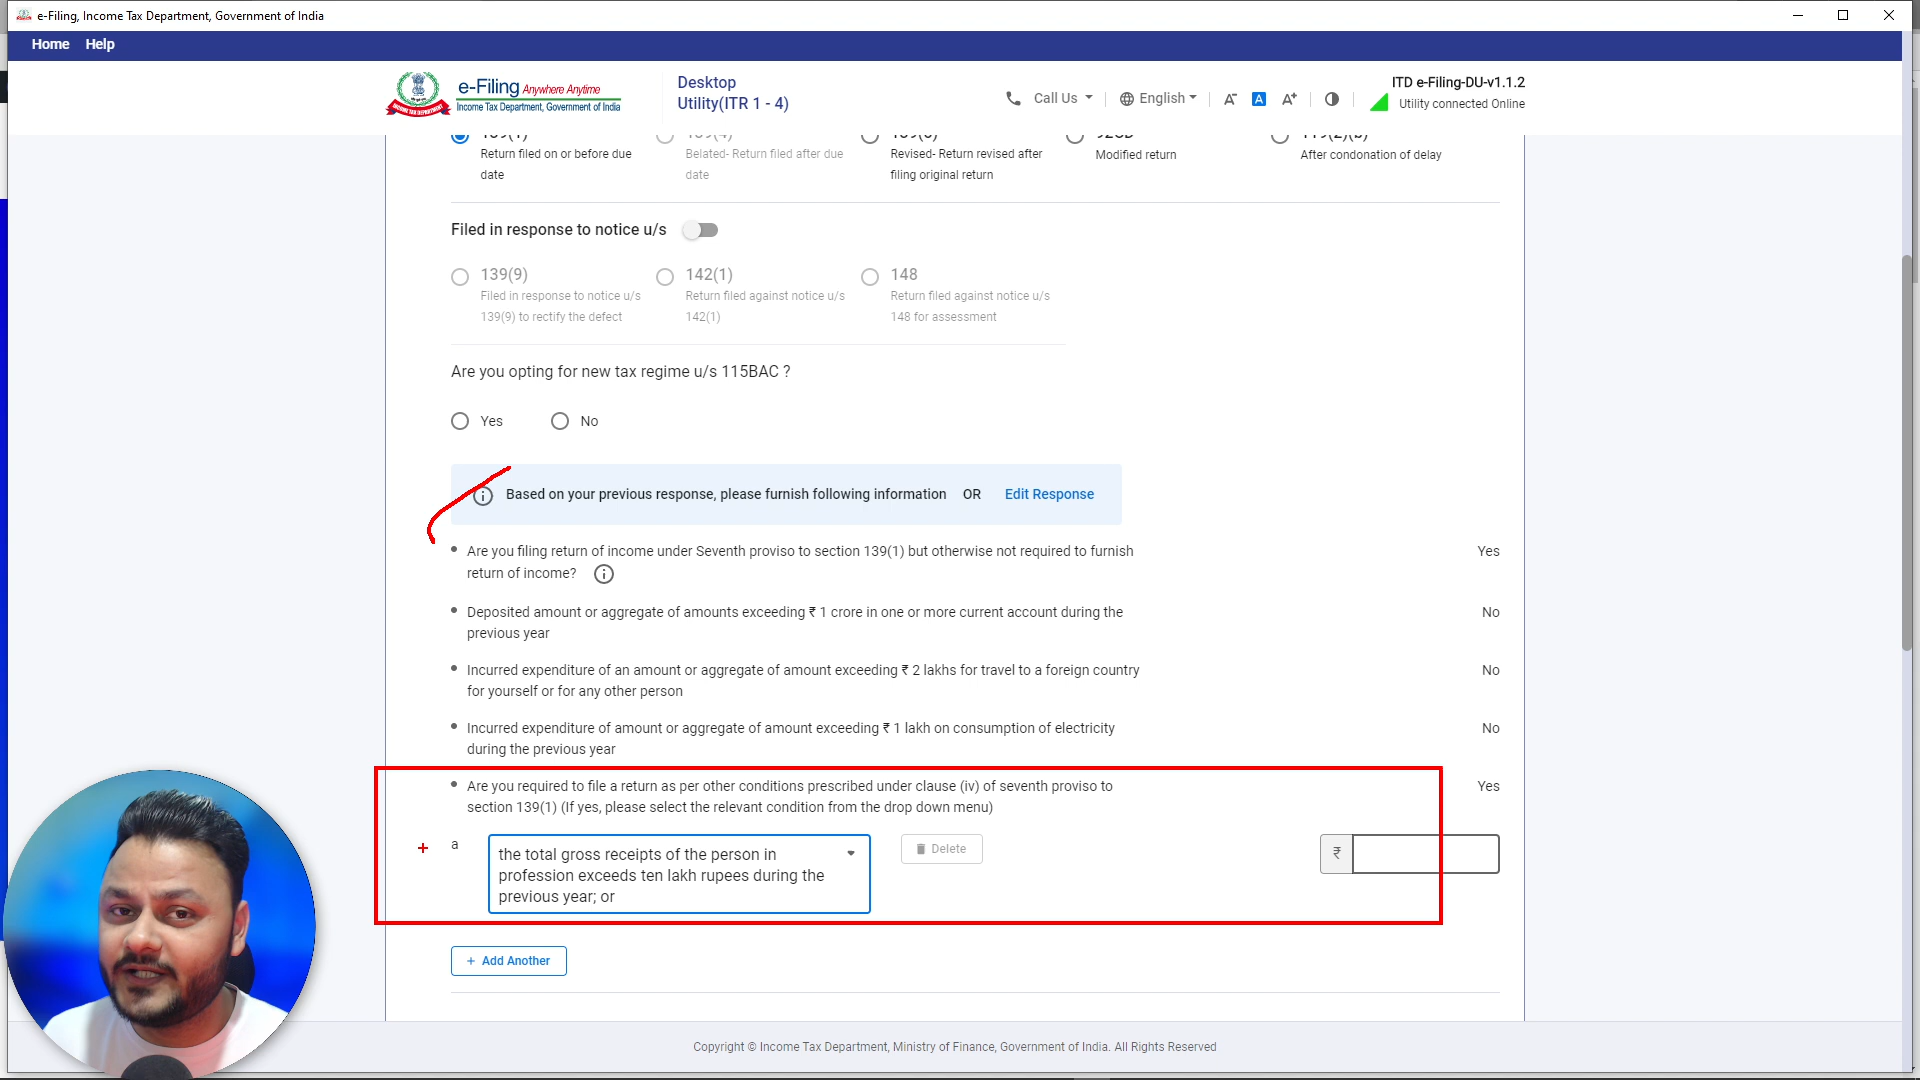 e-Filing, Income Tax Department, Government of India
Home Help
e-Filing Anywhere Anytime
Income Tax Department, Government of India
INCOME TAX DEPARTMENT
Desktop
Utility(ITR 1 - 4)
Call Us
English
A-
A
A+
ITD e-Filing-DU-v1.1.2
Utility connected Online
139(1)
Return filed on or before due
date
139(4)
Belated- Return filed after due
date
139(5)
Revised- Return revised after
filing original return
92CD
Modified return
119(2)(b)
After condonation of delay
Filed in response to notice u/s
139(9)
Filed in response to notice u/s
139(9) to rectify the defect
142(1)
Return filed against notice u/s
142(1)
148
Return filed against notice u/s
148 for assessment
Are you opting for new tax regime u/s 115BAC ?
Yes No
Based on your previous response, please furnish following information OR Edit Response
Are you filing return of income under Seventh proviso to section 139(1) but otherwise not required to furnish Yes
return of income?
Deposited amount or aggregate of amounts exceeding ₹ 1 crore in one or more current account during the No
previous year
Incurred expenditure of an amount or aggregate of amount exceeding ₹ 2 lakhs for travel to a foreign country No
for yourself or for any other person
Incurred expenditure of amount or aggregate of amount exceeding ₹ 1 lakh on consumption of electricity No
during the previous year
Are you required to file a return as per other conditions prescribed under clause (iv) of seventh proviso to Yes
section 139(1) (If yes, please select the relevant condition from the drop down menu)
a
the total gross receipts of the person in
profession exceeds ten lakh rupees during the
previous year; or
Delete
₹
+ Add Another
Copyright © Income Tax Department, Ministry of Finance, Government of India. All Rights Reserved